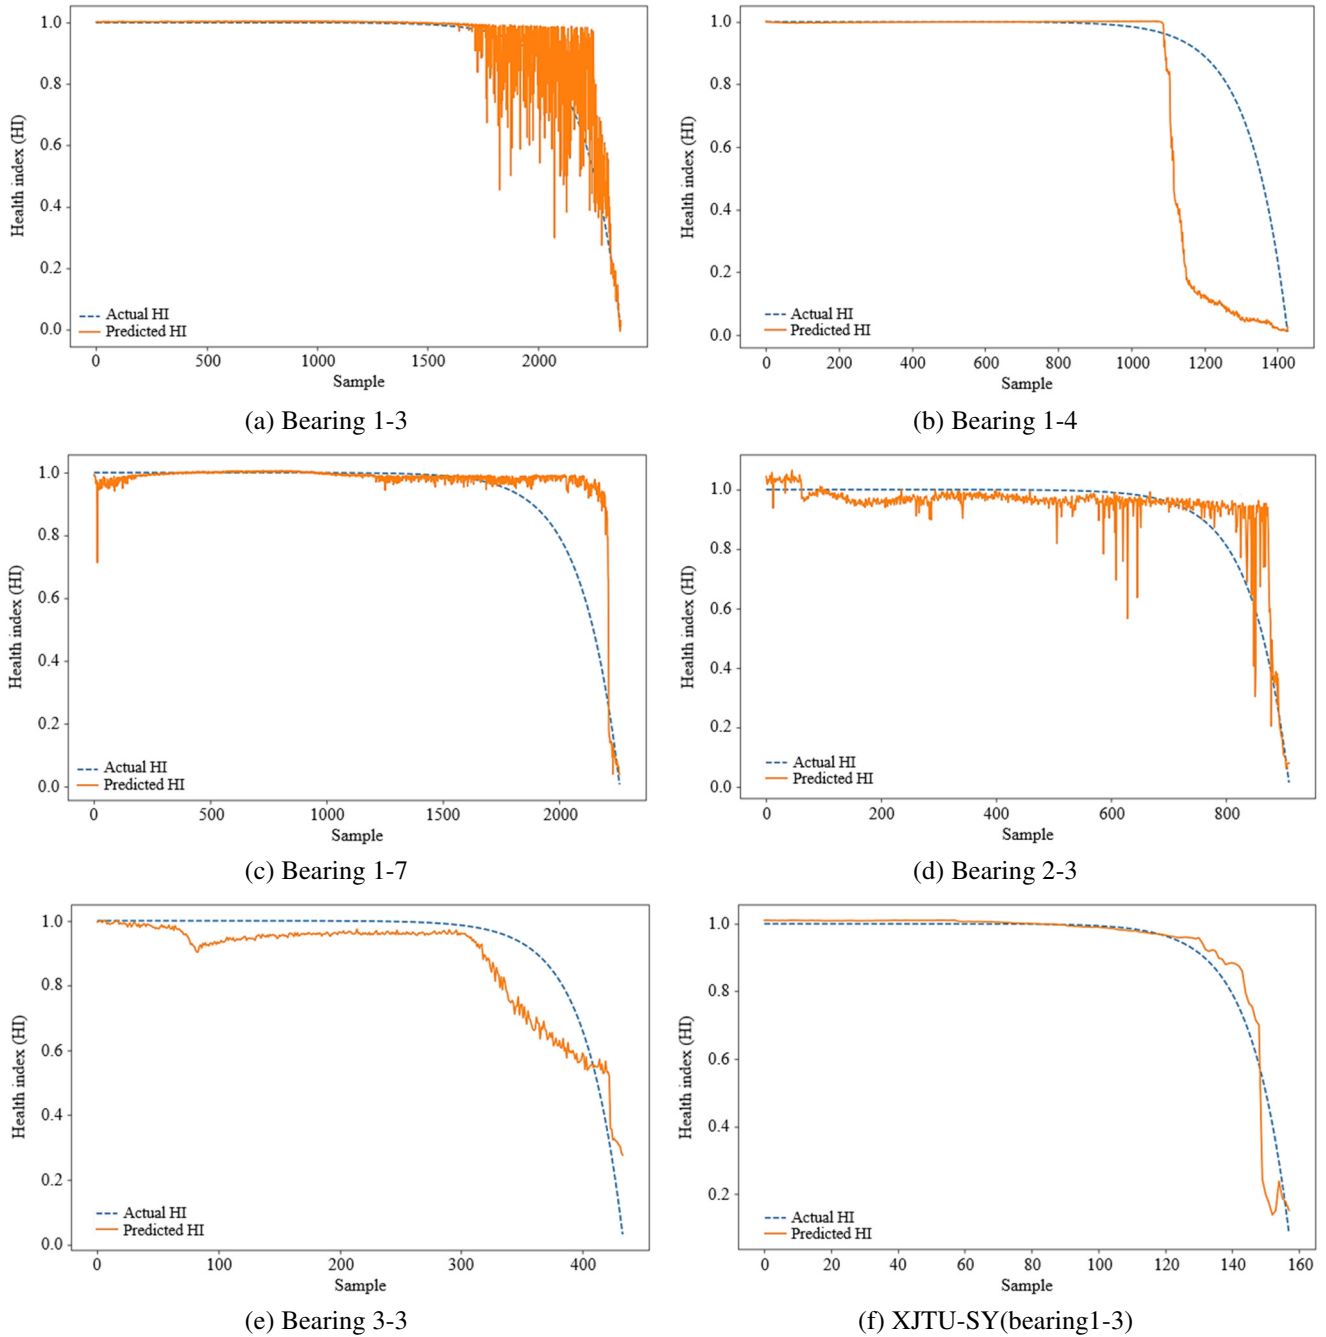 1.0
0.8
0.6
0.4
0.2
0.0
Health index (HI)
Actual HI
Predicted HI
0 500 1000 1500 2000
Sample
(a) Bearing 1-3
1.0
0.8
0.6
0.4
0.2
0.0
Health index (HI)
Actual HI
Predicted HI
0 200 400 600 800 1000 1200 1400
Sample
(b) Bearing 1-4
1.0
0.8
0.6
0.4
0.2
0.0
Health index (HI)
Actual HI
Predicted HI
0 500 1000 1500 2000
Sample
(c) Bearing 1-7
1.0
0.8
0.6
0.4
0.2
0.0
Health index (HI)
Actual HI
Predicted HI
0 200 400 600 800
Sample
(d) Bearing 2-3
1.0
0.8
0.6
0.4
0.2
0.0
Health index (HI)
Actual HI
Predicted HI
0 100 200 300 400
Sample
(e) Bearing 3-3
1.0
0.8
0.6
0.4
0.2
Health index (HI)
Actual HI
Predicted HI
0 20 40 60 80 100 120 140 160
Sample
(f) XJTU-SY(bearing1-3)